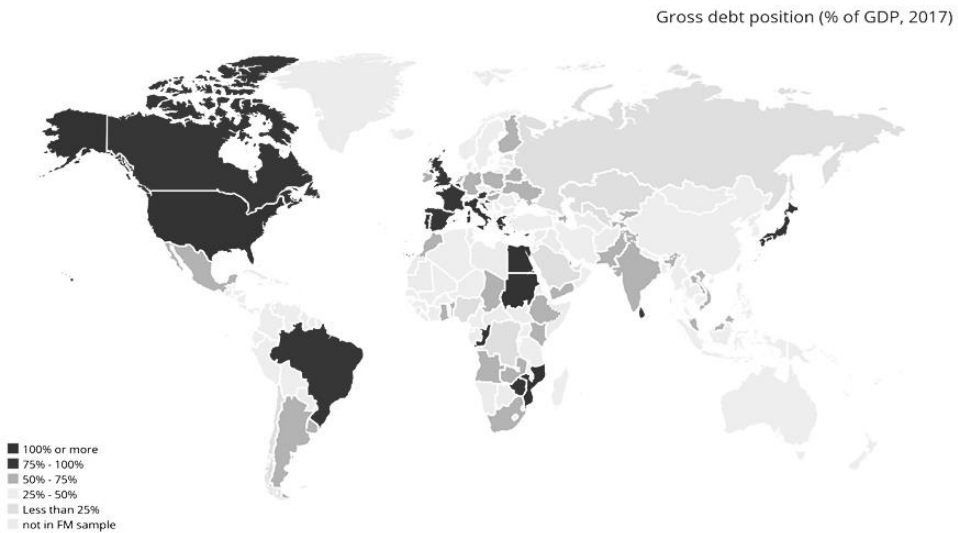 Gross debt position (% of GDP, 2017)
100% or more
75% - 100%
50% - 75%
25% - 50%
Less than 25%
not in FM sample